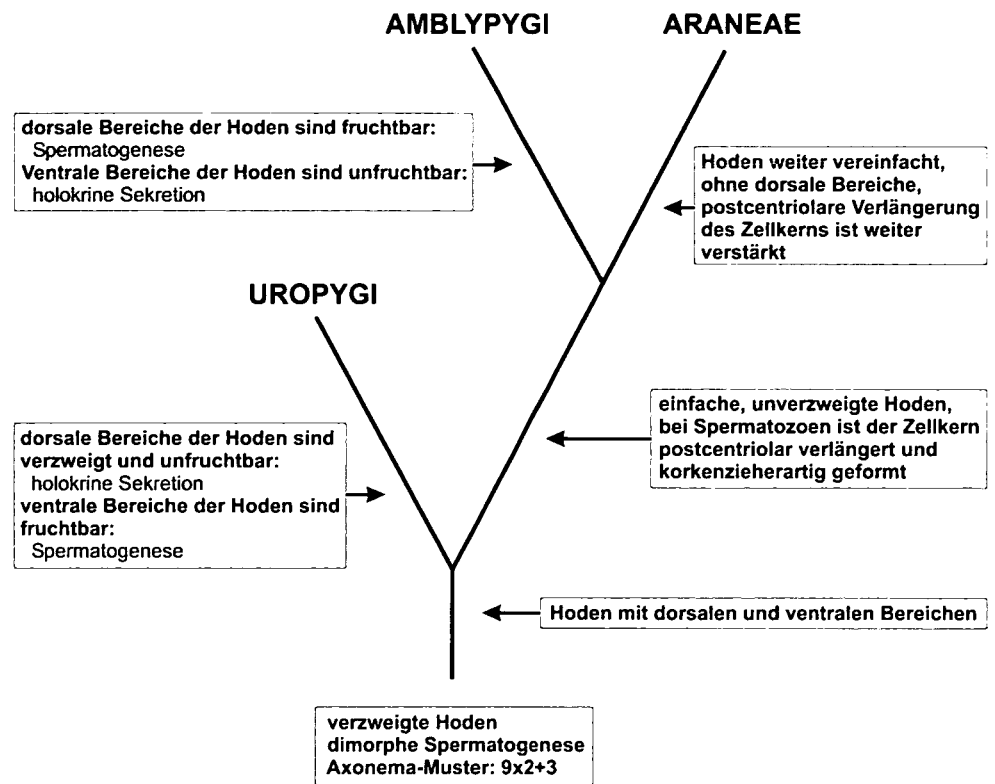 AMBLYPYGI
ARANEAE
dorsale Bereiche der Hoden sind fruchtbar:
Spermatogenese
Ventrale Bereiche der Hoden sind unfruchtbar:
holokrine Sekretion
Hoden weiter vereinfacht,
ohne dorsale Bereiche,
postcentriolare Verlängerung
des Zellkerns ist weiter
verstärkt
UROPYGI
dorsale Bereiche der Hoden sind
verzweigt und unfruchtbar:
holokrine Sekretion
ventrale Bereiche der Hoden sind
fruchtbar:
Spermatogenese
einfache, unverzweigte Hoden,
bei Spermatozoen ist der Zellkern
postcentriolar verlängert und
korkenzieherartig geformt
Hoden mit dorsalen und ventralen Bereichen
verzweigte Hoden
dimorphe Spermatogenese
Axonema-Muster: 9x2+3